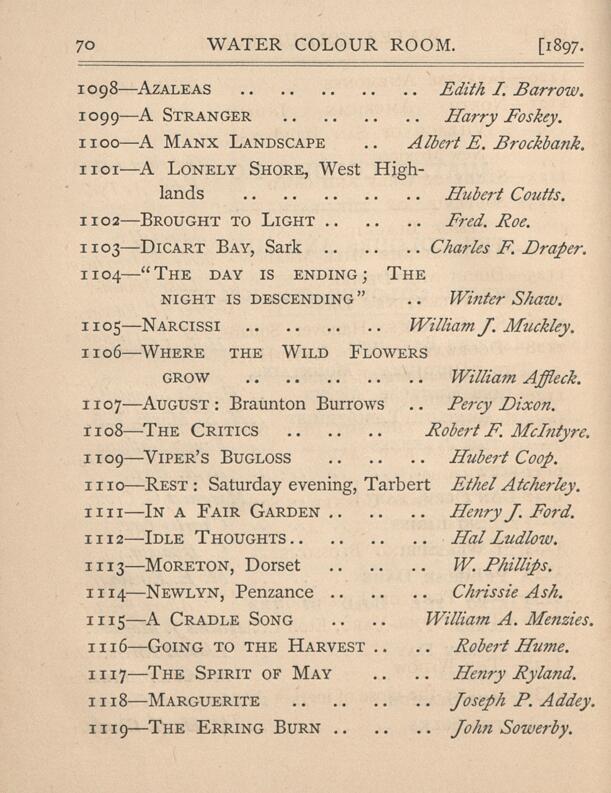 70 WATER COLOUR ROOM. [1897.
1098—AZALEAS .. .. .. .. .. Edith I. Barrow.
1099—A STRANGER .. .. .. .. Harry Foskey.
1100—A MANX LANDSCAPE .. Albert E. Brockbank.
1101—A LONELY SHORE, West High-
lands .. .. .. .. .. Hubert Coutts.
1102—BROUGHT TO LIGHT .. .. .. Fred. Roe.
1103—DICART BAY, Sark .. .. .. Charles F. Draper.
1104—"THE DAY IS ENDING; THE
NIGHT IS DESCENDING" .. Winter Shaw.
1105—NARCISSI .. .. .. .. William J. Muckley.
1106—WHERE THE WILD FLOWERS
GROW .. .. .. .. .. William Affleck.
1107—AUGUST: Braunton Burrows .. Percy Dixon.
1108—THE CRITICS .. .. .. Robert F. McIntyre.
1109—VIPER'S BUGLOSS .. .. .. Hubert Coop.
1110—REST: Saturday evening, Tarbert Ethel Atcherley.
1111—IN A FAIR GARDEN .. .. .. Henry J. Ford.
1112—IDLE THOUGHTS.. .. .. .. Hal Ludlow.
1113—MORETON, Dorset .. .. .. W. Phillips.
1114—NEWLYN, Penzance .. .. .. Chrissie Ash.
1115—A CRADLE SONG .. .. William A. Menzies.
1116—GOING TO THE HARVEST .. .. Robert Hume.
1117—THE SPIRIT OF MAY .. .. Henry Ryland.
1118—MARGUERITE .. .. .. .. Joseph P. Addey.
1119—THE ERRING BURN .. .. .. John Sowerby.